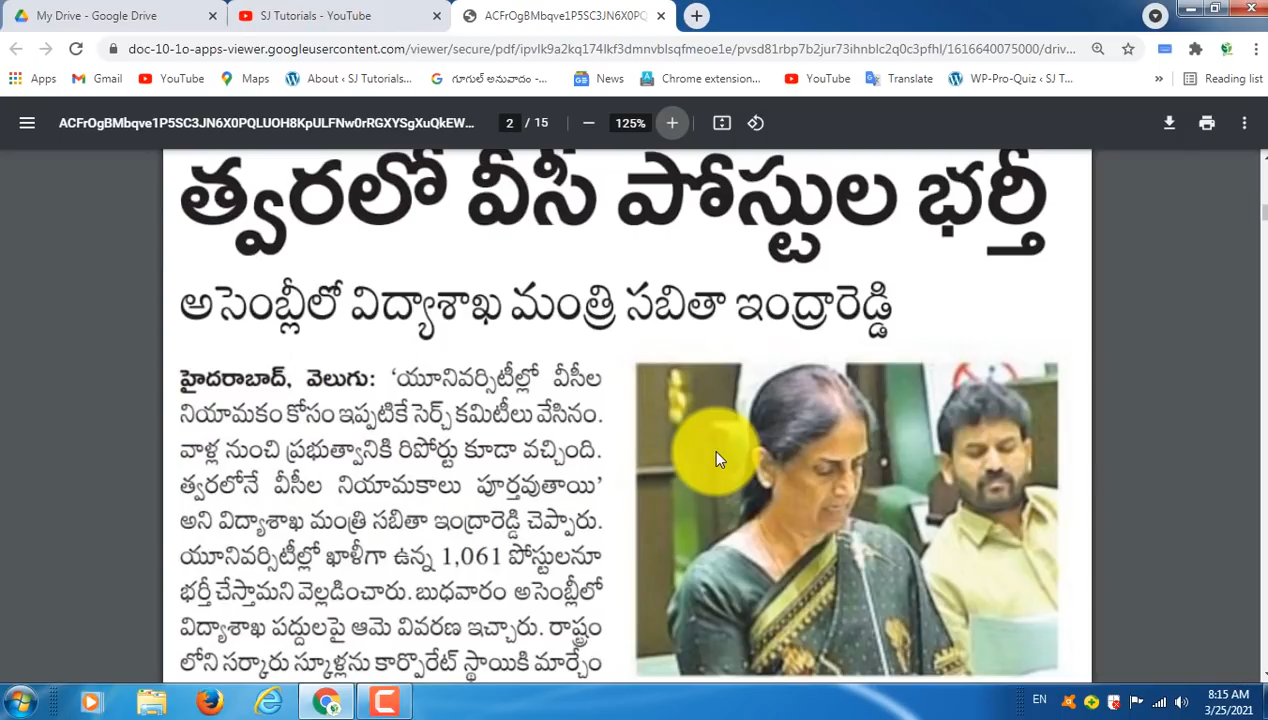 My Drive - Google Drive
SJ Tutorials - YouTube
ACFrOgBMbqve1P5SC3JN6X0PQ
doc-10-1o-apps-viewer.googleusercontent.com/viewer/secure/pdf/ipvlk9a2kq174lkf3dmnvblsqfmeoe1e/pvsd81rbp7b2jur73ihnblc2q0c3pfhl/1616640075000/driv...
Apps
Gmail
YouTube
Maps
About ‹ SJ Tutorials...
గూగుల్ అనువాదం -...
News
Chrome extension...
YouTube
Translate
WP-Pro-Quiz ‹ SJ T...
»
Reading list
ACFrOgBMbqve1P5SC3JN6X0PQLUOH8KpULFNw0rRGXYSgXuQkEW...
2 / 15
125%
త్వరలో వీసీ పోస్టుల భర్తీ
అసెంబ్లీలో విద్యాశాఖ మంత్రి సబితా ఇంద్రారెడ్డి
హైదరాబాద్, వెలుగు: ‘యూనివర్సిటీల్లో వీసీల
నియామకం కోసం ఇప్పటికే సెర్చ్ కమిటీలు వేసినం.
వాళ్ల నుంచి ప్రభుత్వానికి రిపోర్టు కూడా వచ్చింది.
త్వరలోనే వీసీల నియామకాలు పూర్తవుతాయి’
అని విద్యాశాఖ మంత్రి సబితా ఇంద్రారెడ్డి చెప్పారు.
యూనివర్సిటీల్లో ఖాళీగా ఉన్న 1,061 పోస్టులనూ
భర్తీ చేస్తామని వెల్లడించారు. బుధవారం అసెంబ్లీలో
విద్యాశాఖ పద్దులపై ఆమె వివరణ ఇచ్చారు. రాష్ట్రం
లోని సర్కారు స్కూళ్లను కార్పొరేట్ స్థాయికి మార్చేం
EN
8:15 AM
3/25/2021